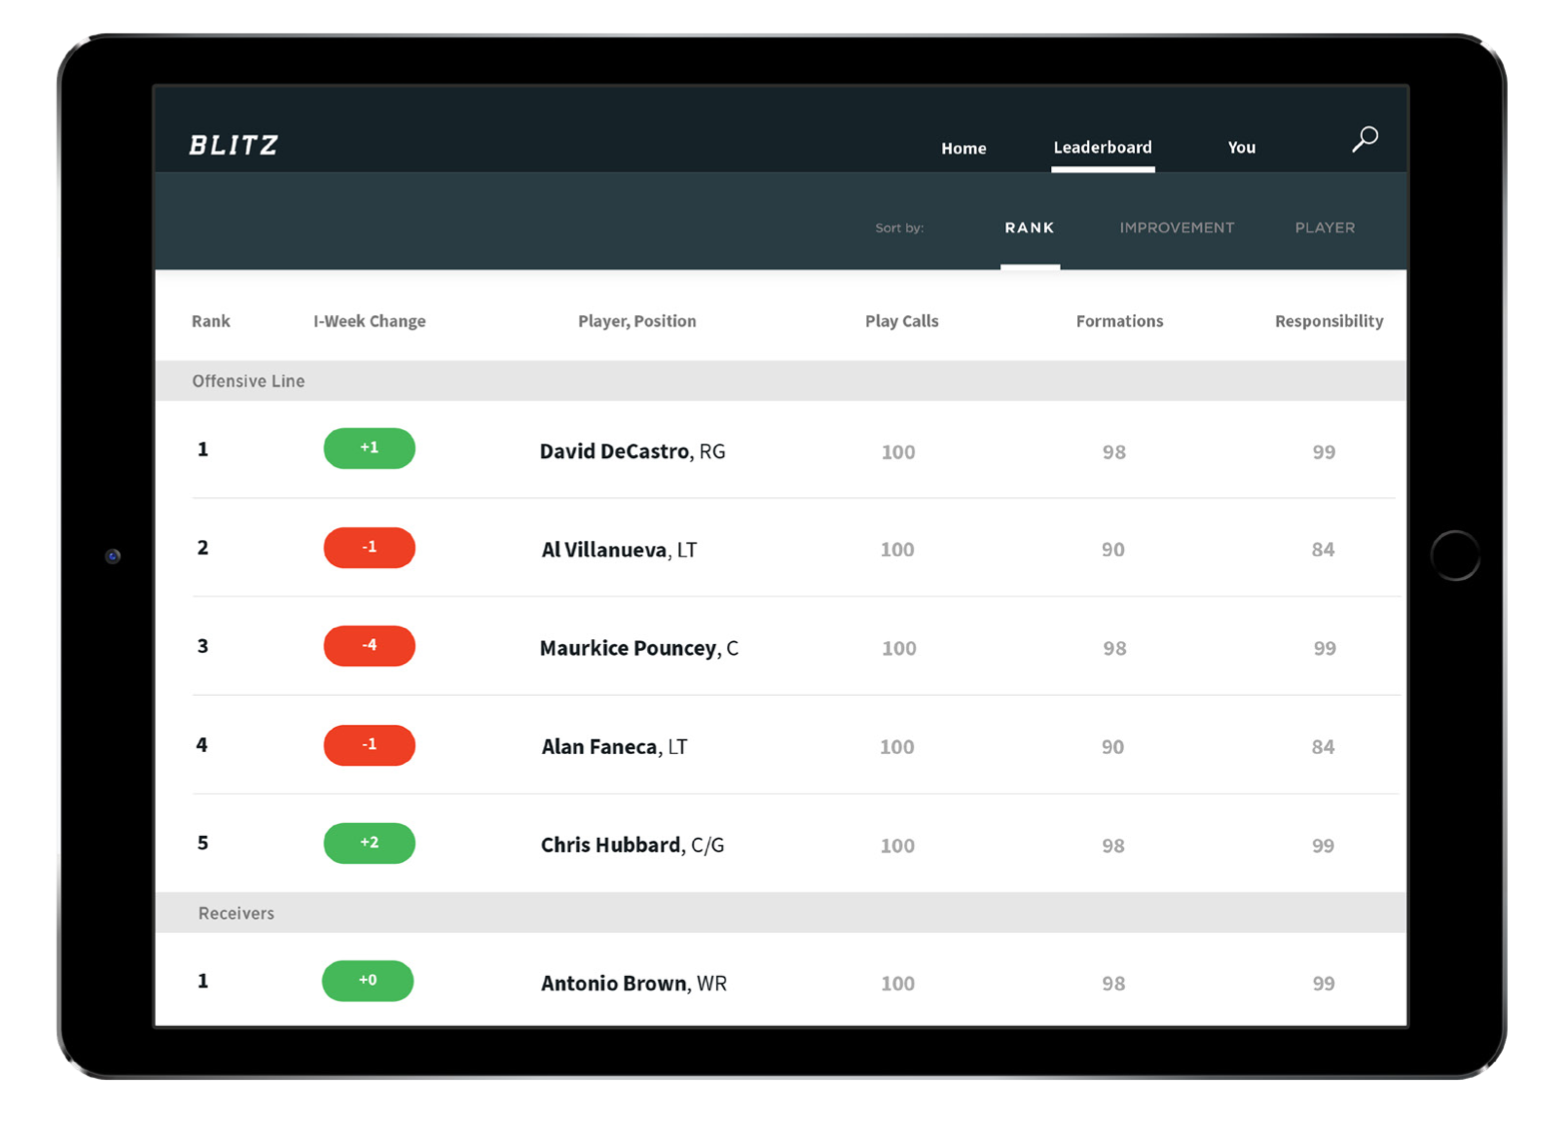 BLITZ Home Leaderboard You
Sort by: RANK IMPROVEMENT PLAYER
Rank I-Week Change Player, Position Play Calls Formations Responsibility
Offensive Line
1 +1 David DeCastro, RG 100 98 99
2 -1 Al Villanueva, LT 100 90 84
3 -4 Maurkice Pouncey, C 100 98 99
4 -1 Alan Faneca, LT 100 90 84
5 +2 Chris Hubbard, C/G 100 98 99
Receivers
1 +0 Antonio Brown, WR 100 98 99